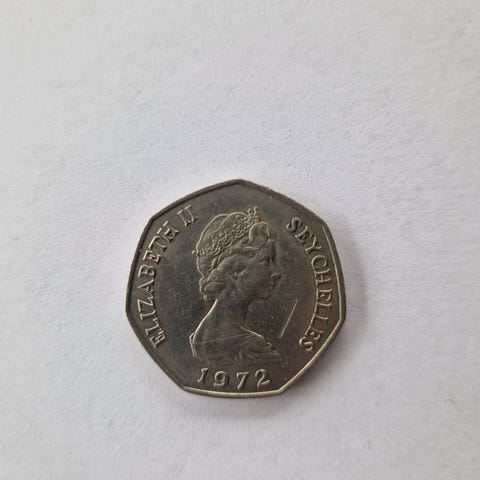 ELIZABETH II
SEYCHELLES
1972